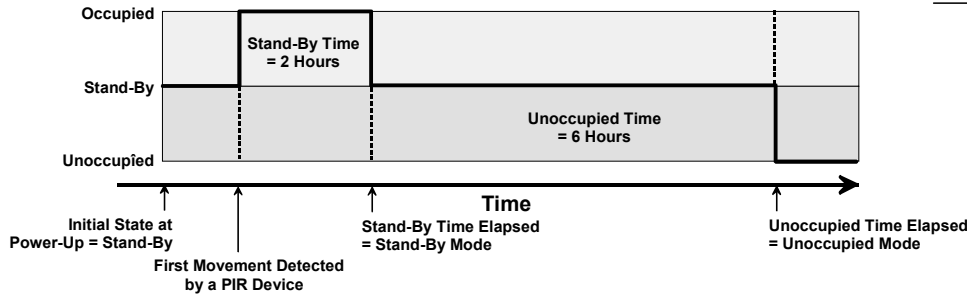 Occupied
Stand-By Time
= 2 Hours
Stand-By
Unoccupied Time
= 6 Hours
Unoccupied
Time
Initial State at
Power-Up = Stand-By
Stand-By Time Elapsed
= Stand-By Mode
Unoccupied Time Elapsed
= Unoccupied Mode
First Movement Detected
by a PIR Device